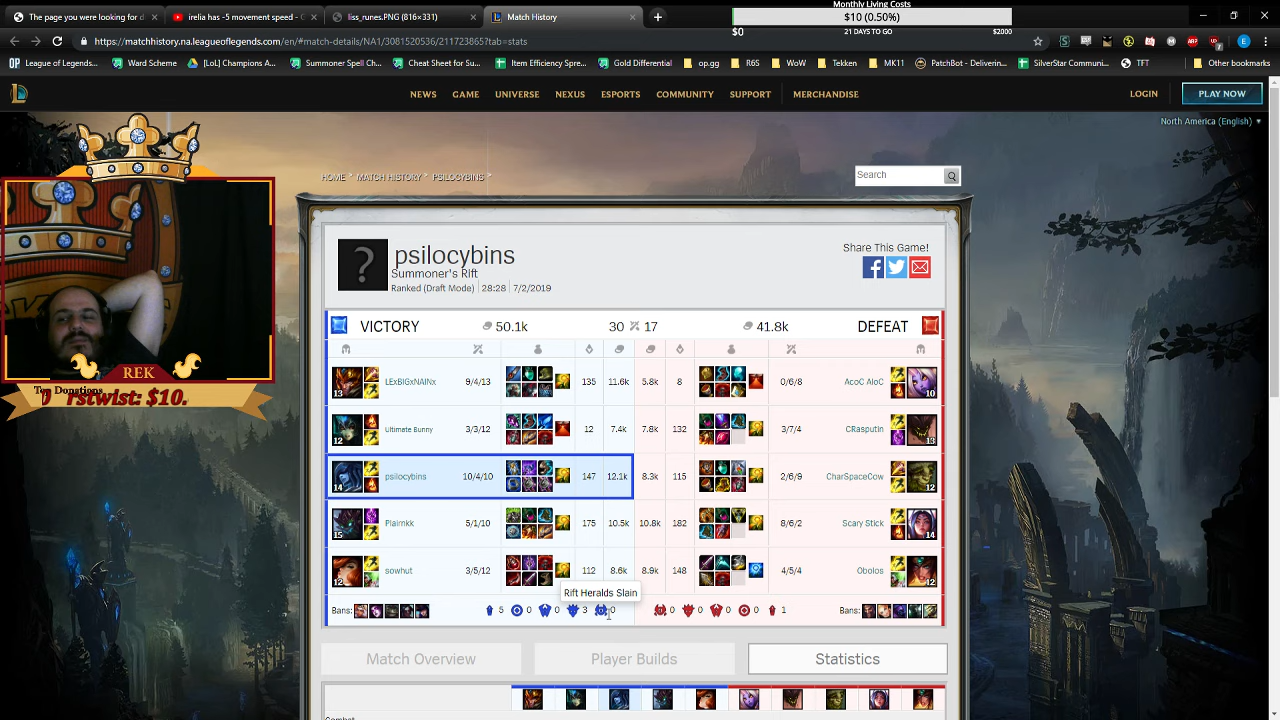 The page you were looking for d
irelia has -5 movement speed - G
liss_runes.PNG (816×331)
Match History
Monthly Living Costs
$10 (0.50%)
$0
21 DAYS TO GO
$2000
https://matchhistory.na.leagueoflegends.com/en/#match-details/NA1/3081520536/211723865?tab=stats
League of Legends...
Ward Scheme
[LoL] Champions A...
Summoner Spell Ch...
Cheat Sheet for Su...
Item Efficiency Spre...
Gold Differential
op.gg
R6S
WoW
Tekken
MK11
PatchBot - Deliverin...
SilverStar Communi...
TFT
Other bookmarks
NEWS
GAME
UNIVERSE
NEXUS
ESPORTS
COMMUNITY
SUPPORT
MERCHANDISE
LOGIN
PLAY NOW
North America (English)
HOME
MATCH HISTORY
PSILOCYBINS
Search
psilocybins
Summoner's Rift
Ranked (Draft Mode) 28:28 7/2/2019
Share This Game!
VICTORY 50.1k 30 17 41.8k DEFEAT
13 LExBIGxNAINx 9/4/13 135 11.6k 5.8k 8 0/6/8 AcoC AloC 10
12 Ultimate Bunny 3/3/12 12 7.4k 7.8k 132 3/7/4 CRasputin 13
14 psilocybins 10/4/10 147 12.1k 8.3k 115 2/6/9 CharSpaceCow 12
15 Plairnkk 5/1/10 175 10.5k 10.8k 182 8/6/2 Scary Stick 14
12 sowhut 3/5/12 112 8.6k 8.9k 148 4/5/4 Obolos 12
Rift Heralds Slain
Bans: 5 0 0 3 0 0 0 0 0 1 Bans:
Match Overview
Player Builds
Statistics
Combat
REK
Top Donations
rstwist: $10.